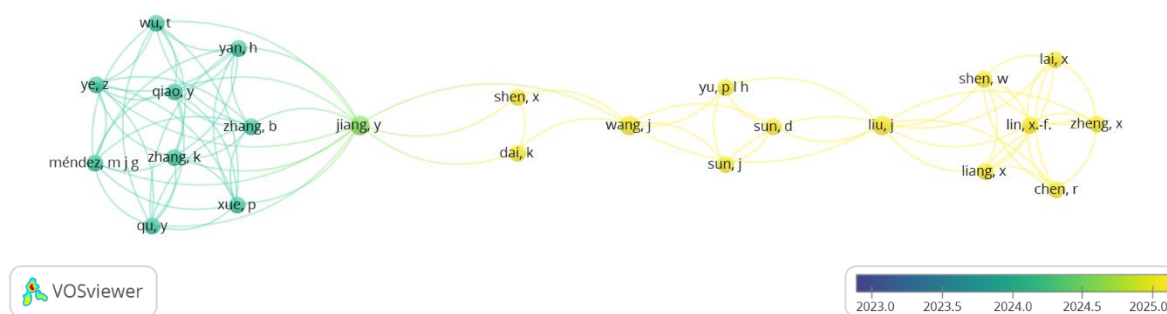 wu, t
yan, h
ye, z
qiao, y
zhang, b
jiang, y
méndez, m j g
zhang, k
xue, p
qu, y
shen, x
dai, k
wang, j
yu, p l h
sun, d
sun, j
liu, j
lai, x
shen, w
lin, x.-f.
zheng, x
liang, x
chen, r
VOSviewer
2023.0 2023.5 2024.0 2024.5 2025.0